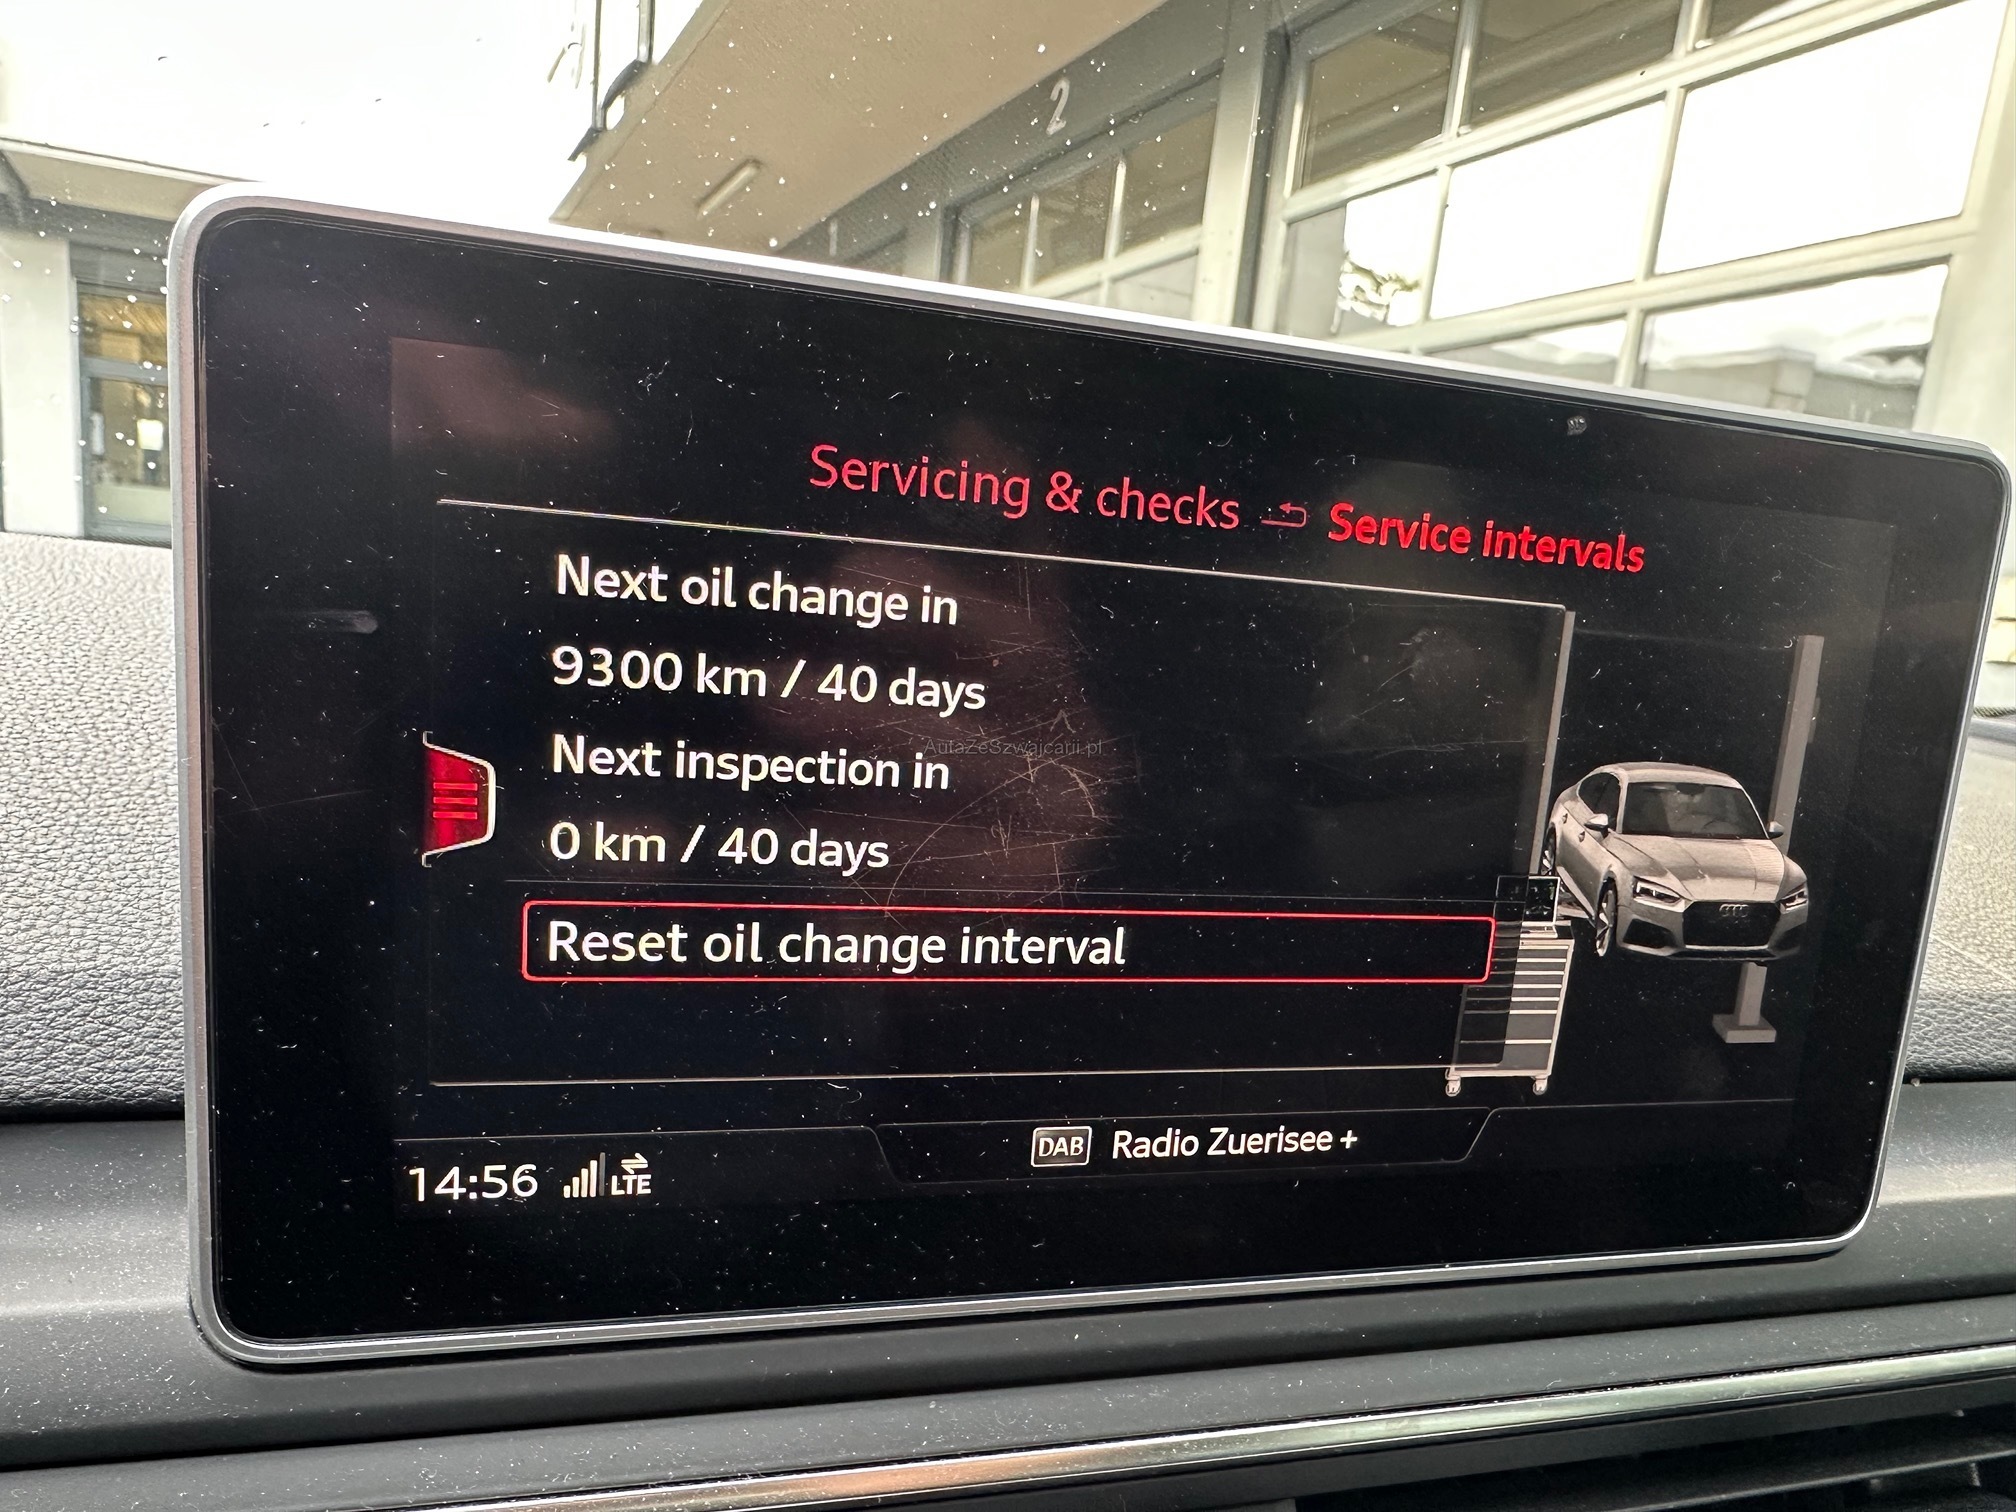 2
Servicing & checks Service intervals
Next oil change in
9300 km / 40 days
AutaZeSzwajcarii.pl
Next inspection in
0 km / 40 days
Reset oil change interval
DAB Radio Zuerisee +
14:56 LTE